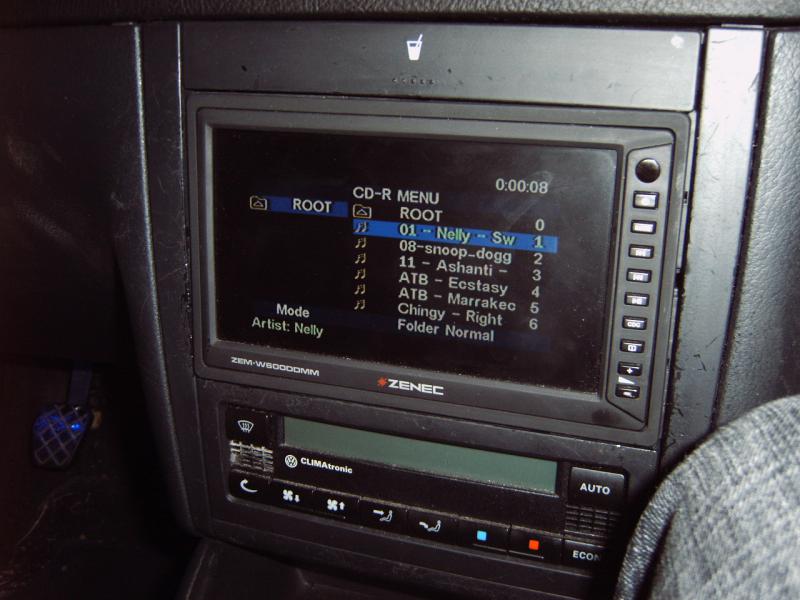 0:00:08
CD-R MENU
ROOT
ROOT 0
01 - Nelly - Sw 1
08-snoop_dogg 2
11 - Ashanti - 3
ATB - Ecstasy 4
ATB - Marrakec 5
Chingy - Right 6
Mode
Folder Normal
Artist: Nelly
ZEM-W6000DMM
ZENEC
CLIMAtronic
AUTO
ECON